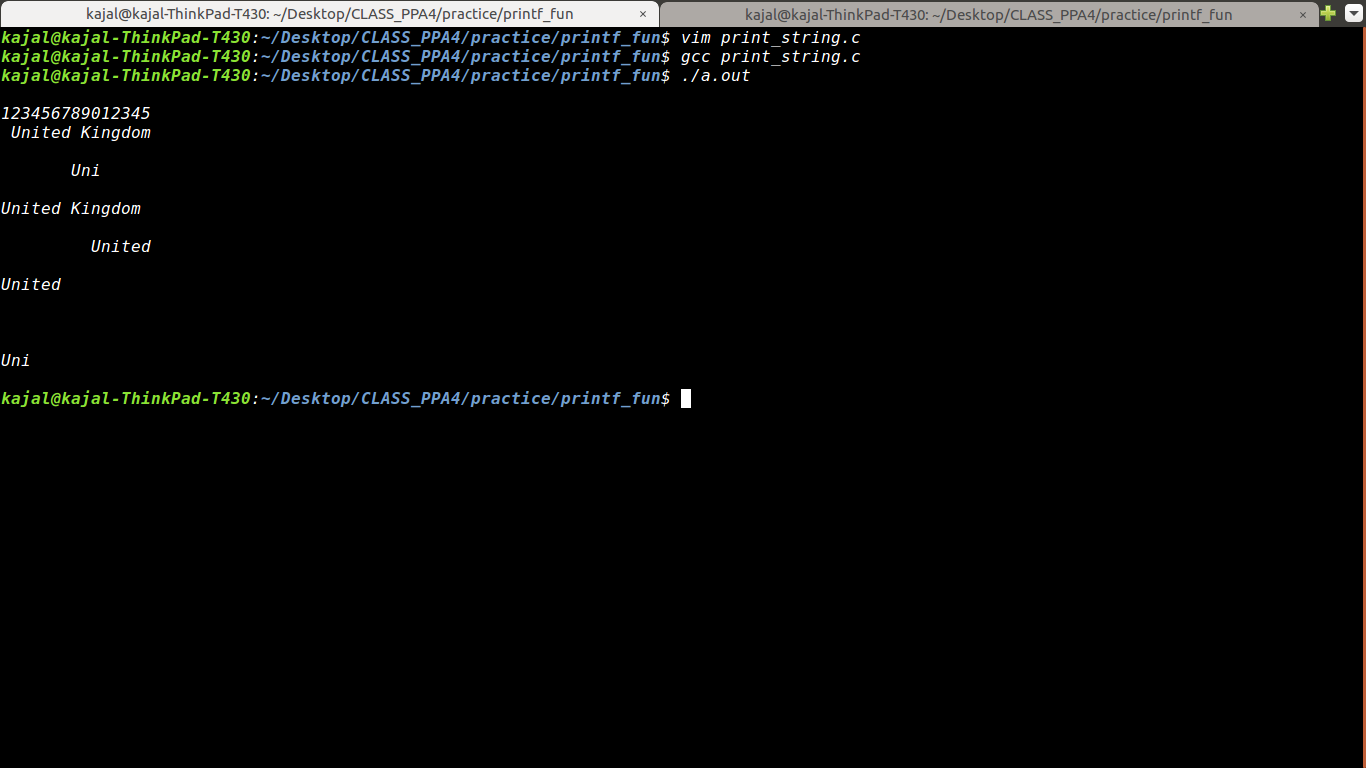 kajal@kajal-ThinkPad-T430: ~/Desktop/CLASS_PPA4/practice/printf_fun × kajal@kajal-ThinkPad-T430: ~/Desktop/CLASS_PPA4/practice/printf_fun ×
kajal@kajal-ThinkPad-T430:~/Desktop/CLASS_PPA4/practice/printf_fun$ vim print_string.c
kajal@kajal-ThinkPad-T430:~/Desktop/CLASS_PPA4/practice/printf_fun$ gcc print_string.c
kajal@kajal-ThinkPad-T430:~/Desktop/CLASS_PPA4/practice/printf_fun$ ./a.out
123456789012345
 United Kingdom
       Uni
United Kingdom
         United
United
Uni
kajal@kajal-ThinkPad-T430:~/Desktop/CLASS_PPA4/practice/printf_fun$